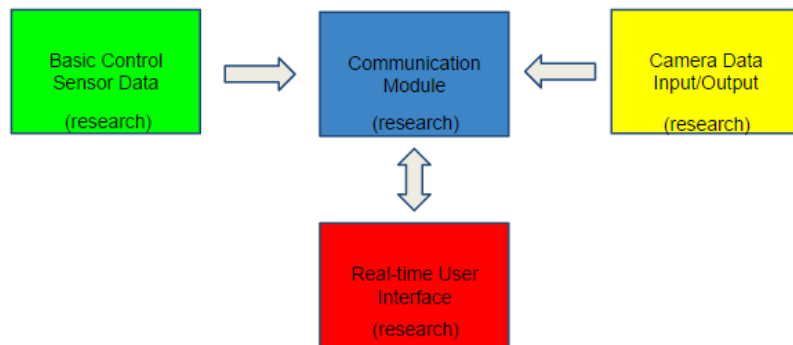 Basic Control
Sensor Data
(research)
Communication
Module
(research)
Camera Data
Input/Output
(research)
Real-time User
Interface
(research)